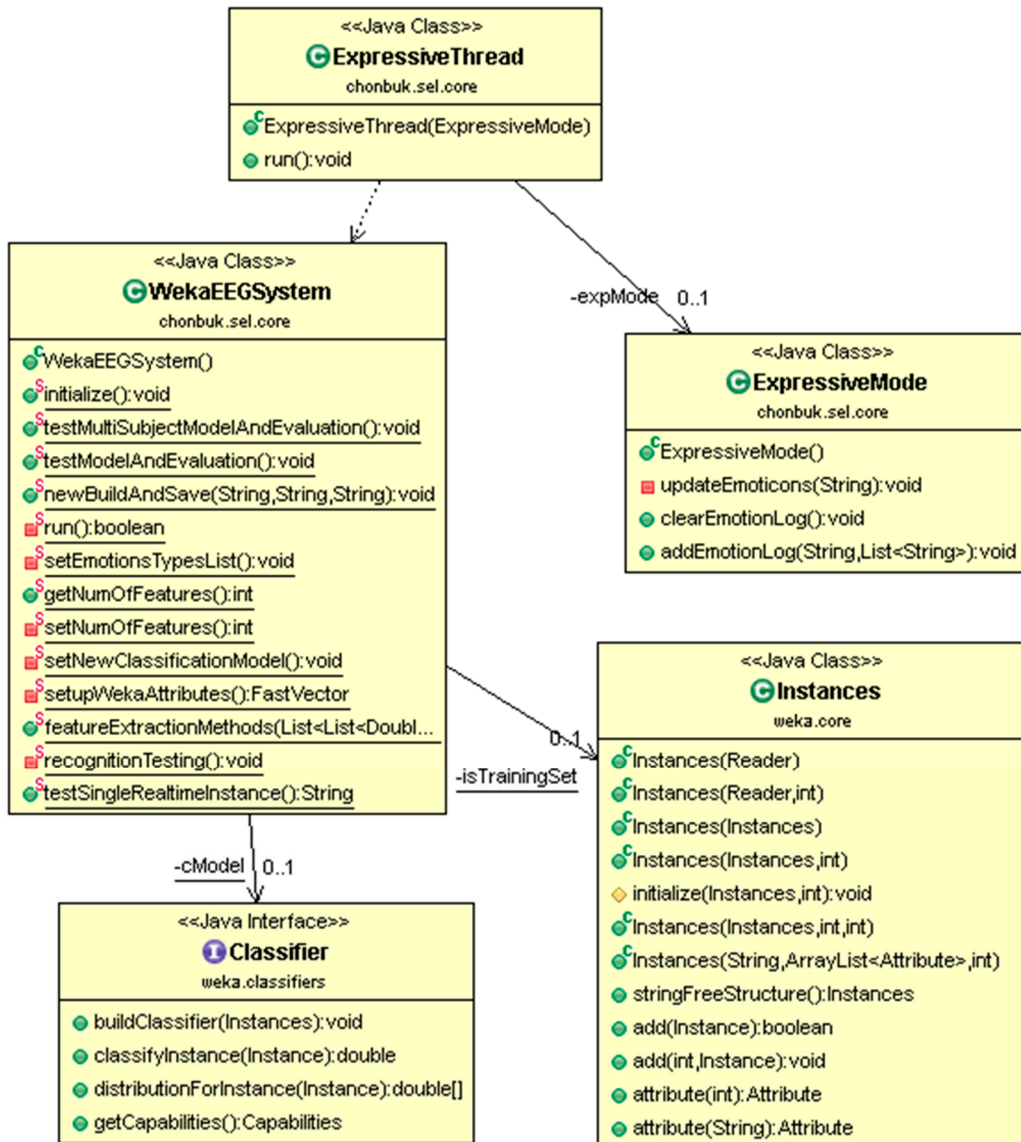 <<Java Class>>
ExpressiveThread
chonbuk.sel.core
ExpressiveThread(ExpressiveMode)
run():void
<<Java Class>>
WekaEEGSystem
chonbuk.sel.core
WekaEEGSystem()
initialize():void
testMultiSubjectModelAndEvaluation():void
testModelAndEvaluation():void
newBuildAndSave(String,String,String):void
run():boolean
setEmotionsTypesList():void
getNumOfFeatures():int
setNumOfFeatures():int
setNewClassificationModel():void
setupWekaAttributes():FastVector
featureExtractionMethods(List<List<Doubl...
recognitionTesting():void
testSingleRealtimeInstance():String
-expMode 0..1
<<Java Class>>
ExpressiveMode
chonbuk.sel.core
ExpressiveMode()
updateEmoticons(String):void
clearEmotionLog():void
addEmotionLog(String,List<String>):void
0..1
-isTrainingSet
<<Java Class>>
Instances
weka.core
Instances(Reader)
Instances(Reader,int)
Instances(Instances)
Instances(Instances,int)
initialize(Instances,int):void
Instances(Instances,int,int)
Instances(String,ArrayList<Attribute>,int)
stringFreeStructure():Instances
add(Instance):boolean
add(int,Instance):void
attribute(int):Attribute
attribute(String):Attribute
-cModel 0..1
<<Java Interface>>
Classifier
weka.classifiers
buildClassifier(Instances):void
classifyInstance(Instance):double
distributionForInstance(Instance):double[]
getCapabilities():Capabilities